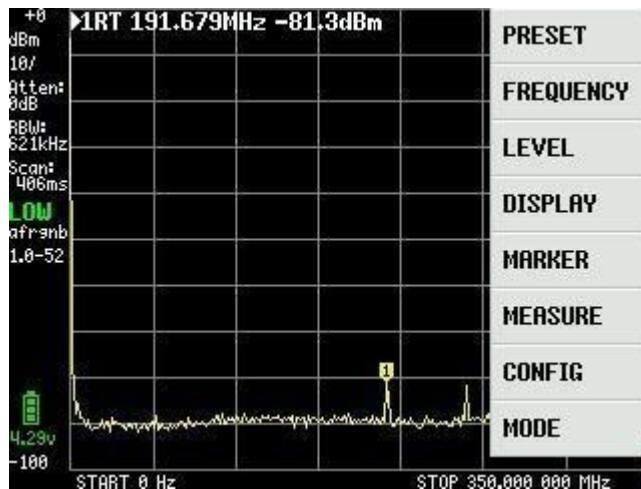 +0
dBm
10/
Atten:
0dB
RBW:
621kHz
Scan:
406ms
LOW
1.0-52
4.29v
-100
1RT 191.679MHz -81.3dBm
1
START 0 Hz
STOP 350.000 000 MHz
PRESET
FREQUENCY
LEVEL
DISPLAY
MARKER
MEASURE
CONFIG
MODE